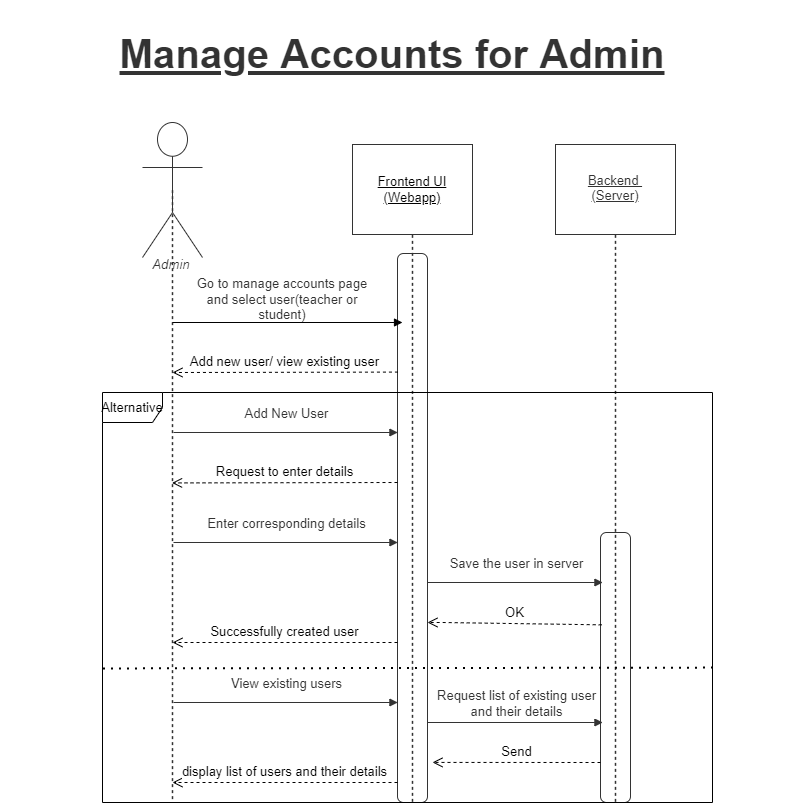 Manage Accounts for Admin
Frontend UI
(Webapp)
Backend
(Server)
Admin
Go to manage accounts page
and select user(teacher or
student)
Add new user/ view existing user
Alternative
Add New User
Request to enter details
Enter corresponding details
Save the user in server
OK
Successfully created user
View existing users
Request list of existing user
and their details
Send
display list of users and their details